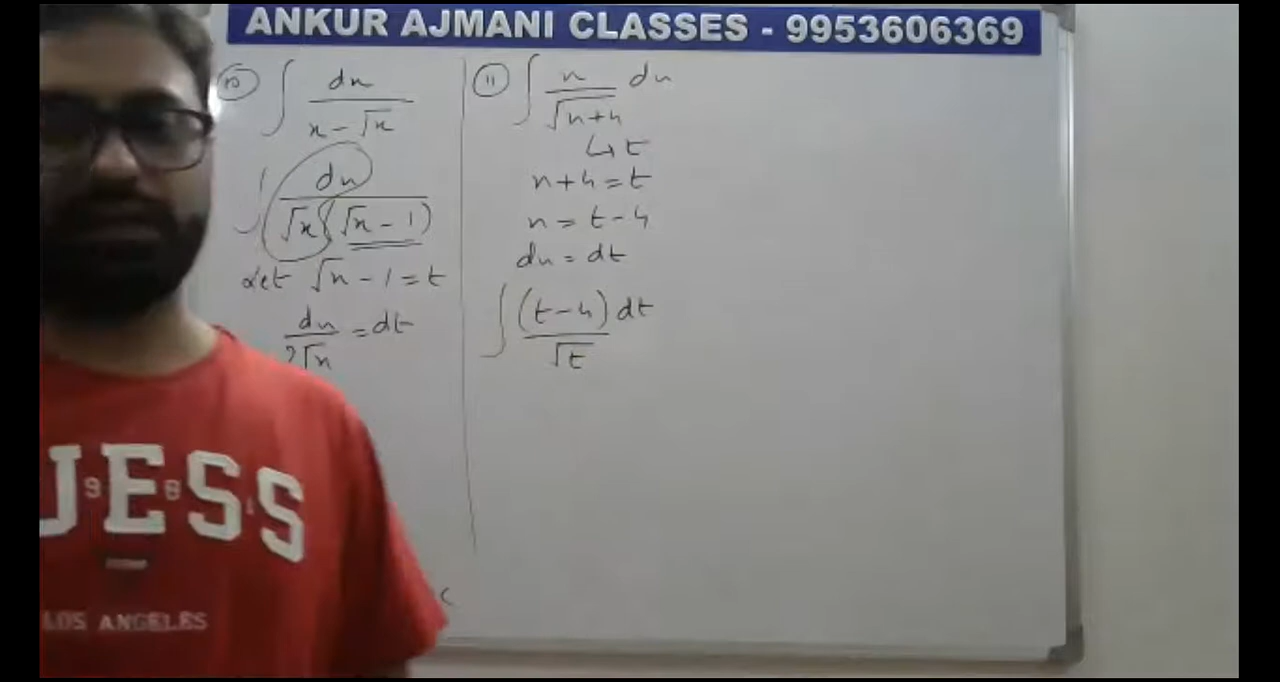 ANKUR AJMANI CLASSES - 9953606369
10 ∫ dx / (x - √x)
∫ dx / (√x (√x - 1))
Let √x - 1 = t
dx / 2√x = dt
c
11 ∫ x / √(x+4) dx
↳ t
x + 4 = t
x = t - 4
dx = dt
∫ (t - 4) dt / √t
JESS
1981
LOS ANGELES